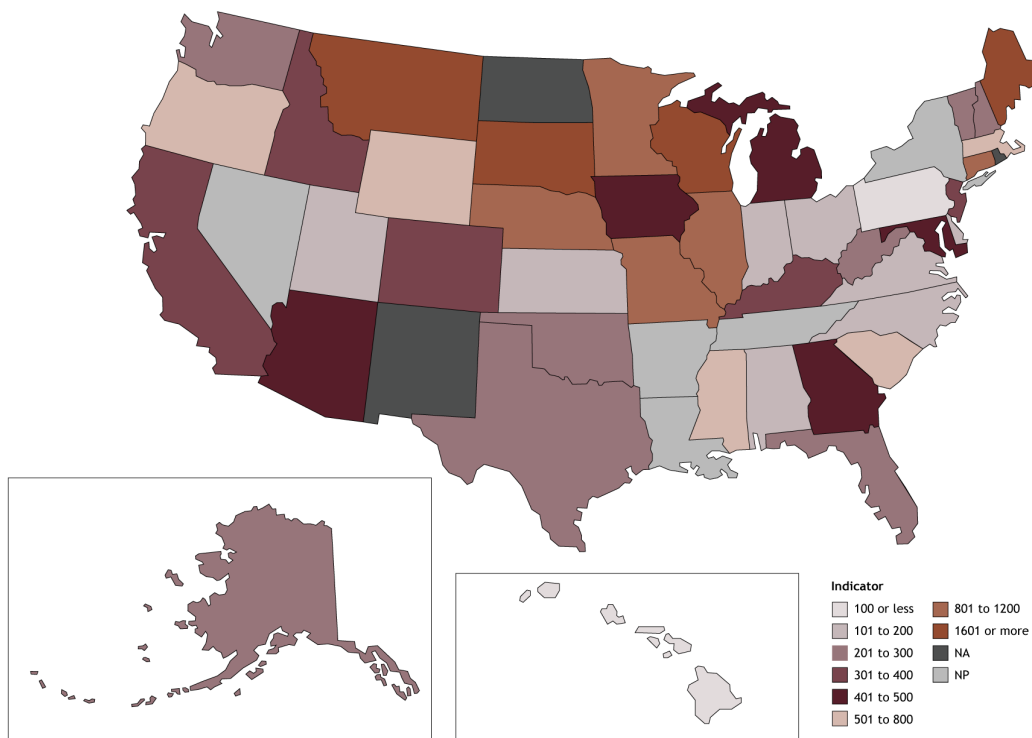 Indicator
100 or less
101 to 200
201 to 300
301 to 400
401 to 500
501 to 800
801 to 1200
1601 or more
NA
NP